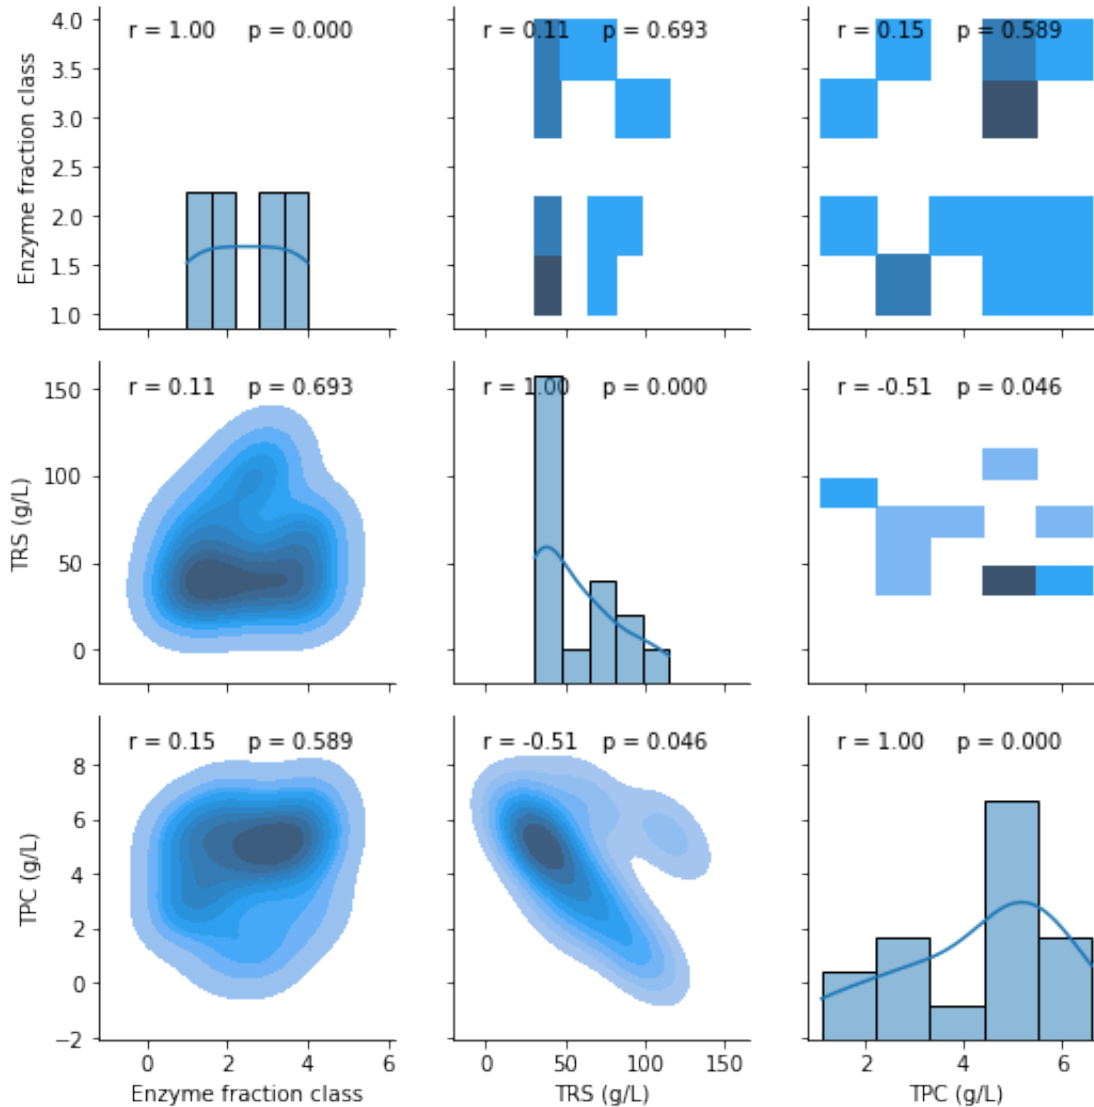 r = 1.00 p = 0.000
r = 0.11 p = 0.693
r = 0.15 p = 0.589
4.0
3.5
3.0
2.5
2.0
1.5
1.0
Enzyme fraction class
0 2 4 6
0 50 100 150
2 4 6
r = 0.11 p = 0.693
r = 1.00 p = 0.000
r = -0.51 p = 0.046
150
100
50
0
TRS (g/L)
r = 0.15 p = 0.589
r = -0.51 p = 0.046
r = 1.00 p = 0.000
8
6
4
2
0
−2
TPC (g/L)
Enzyme fraction class
TRS (g/L)
TPC (g/L)